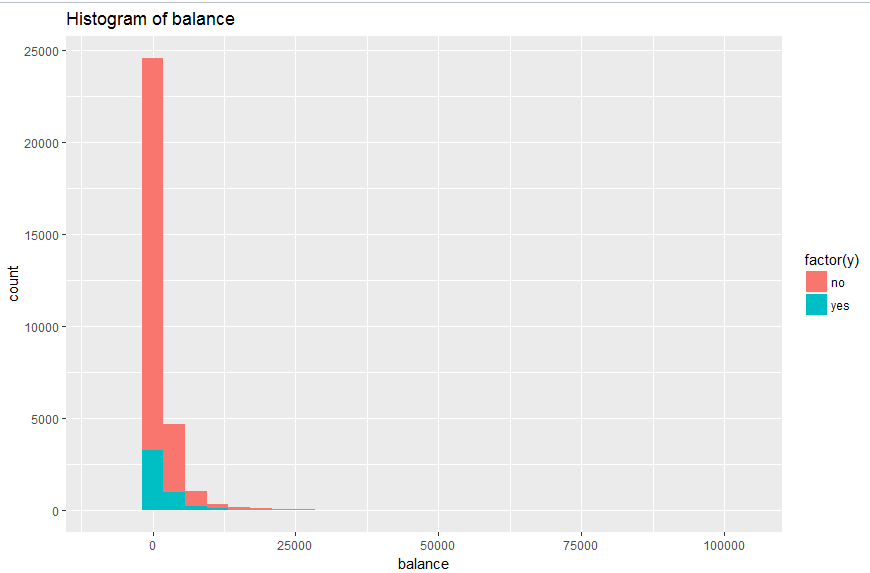 Histogram of balance
25000
20000
15000
10000
5000
0
count
0 25000 50000 75000 100000
balance
factor(y)
no
yes